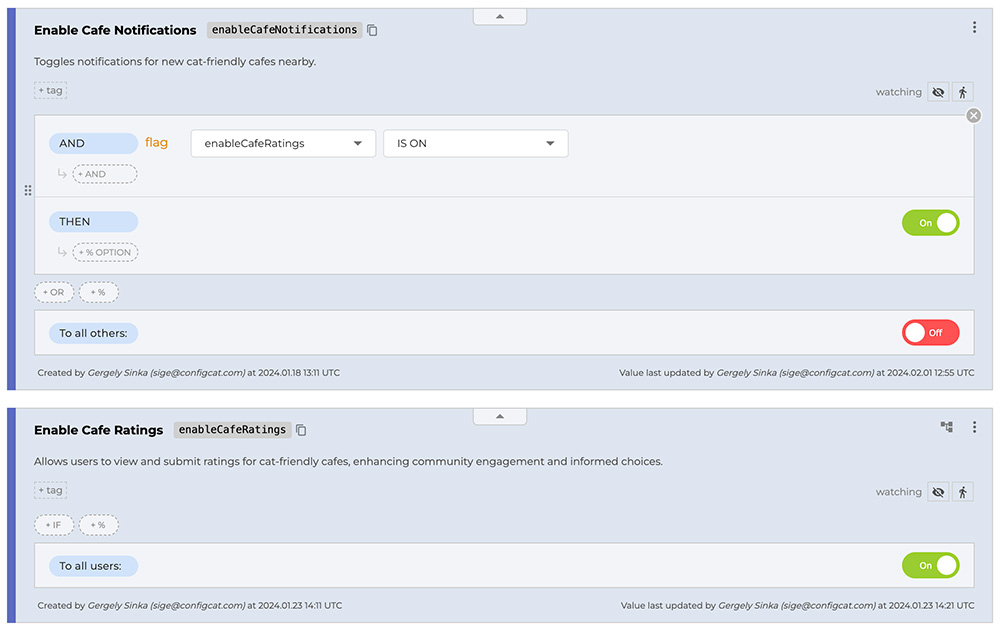 Enable Cafe Notifications enableCafeNotifications
Toggles notifications for new cat-friendly cafes nearby.
+ tag watching
AND flag enableCafeRatings IS ON
+ AND
THEN On
+ % OPTION
+ OR + %
To all others: Off
Created by Gergely Sinka (sige@configcat.com) at 2024.01.18 13:11 UTC Value last updated by Gergely Sinka (sige@configcat.com) at 2024.02.01 12:55 UTC
Enable Cafe Ratings enableCafeRatings
Allows users to view and submit ratings for cat-friendly cafes, enhancing community engagement and informed choices.
+ tag watching
+ IF + %
To all users: On
Created by Gergely Sinka (sige@configcat.com) at 2024.01.23 14:11 UTC Value last updated by Gergely Sinka (sige@configcat.com) at 2024.01.23 14:21 UTC